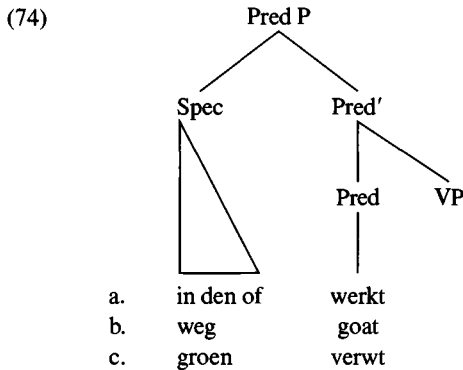 (74) Pred P
Spec Pred′
Pred VP
a. in den of werkt
b. weg goat
c. groen verwt